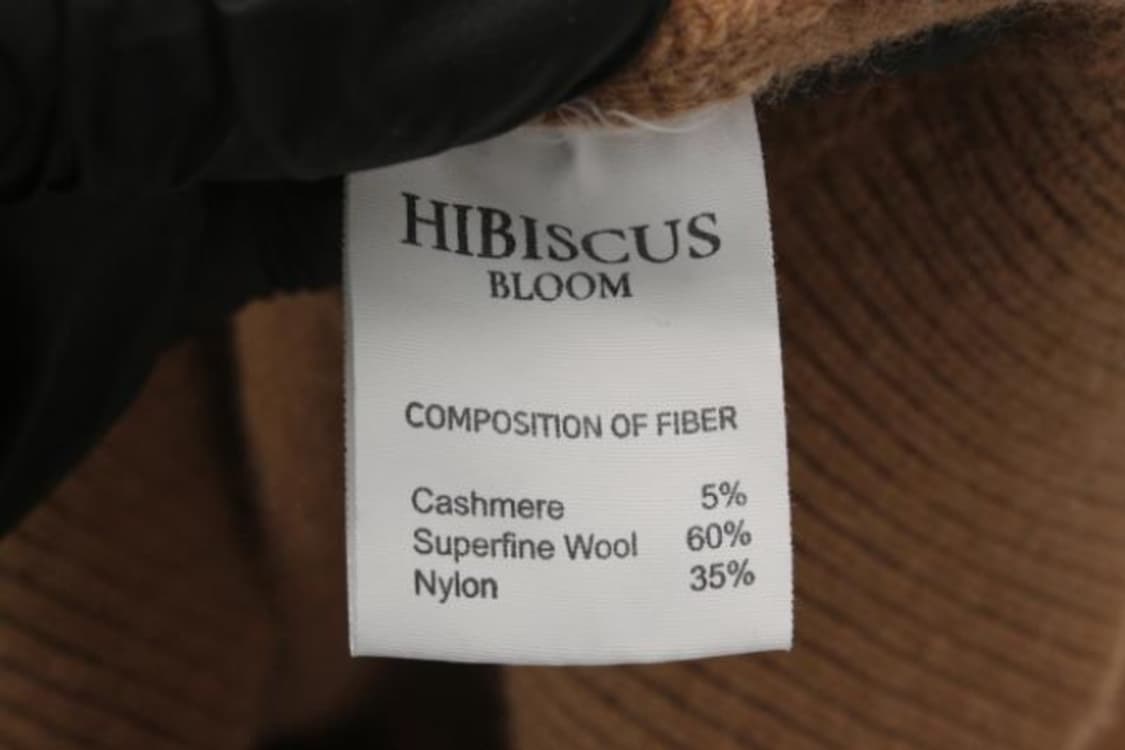 HIBISCUS
BLOOM
COMPOSITION OF FIBER
Cashmere 5%
Superfine Wool 60%
Nylon 35%